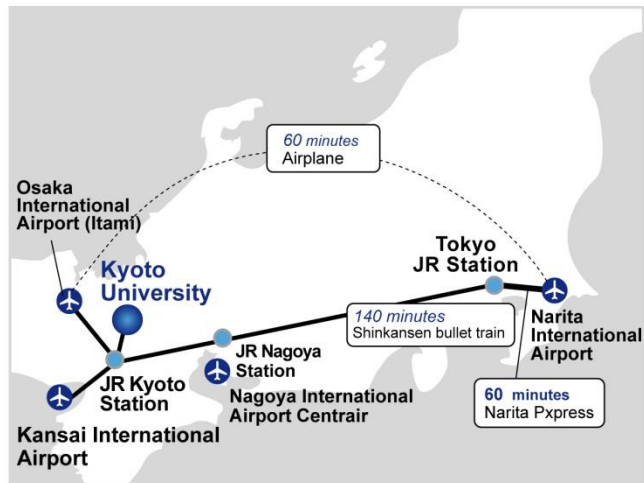 60 minutes
Airplane
Osaka
International
Airport (Itami)
Kyoto
University
Tokyo
JR Station
140 minutes
Shinkansen bullet train
Narita
International
Airport
JR Nagoya
Station
JR Kyoto
Station
Nagoya International
Airport Centrair
60 minutes
Narita Pxpress
Kansai International
Airport